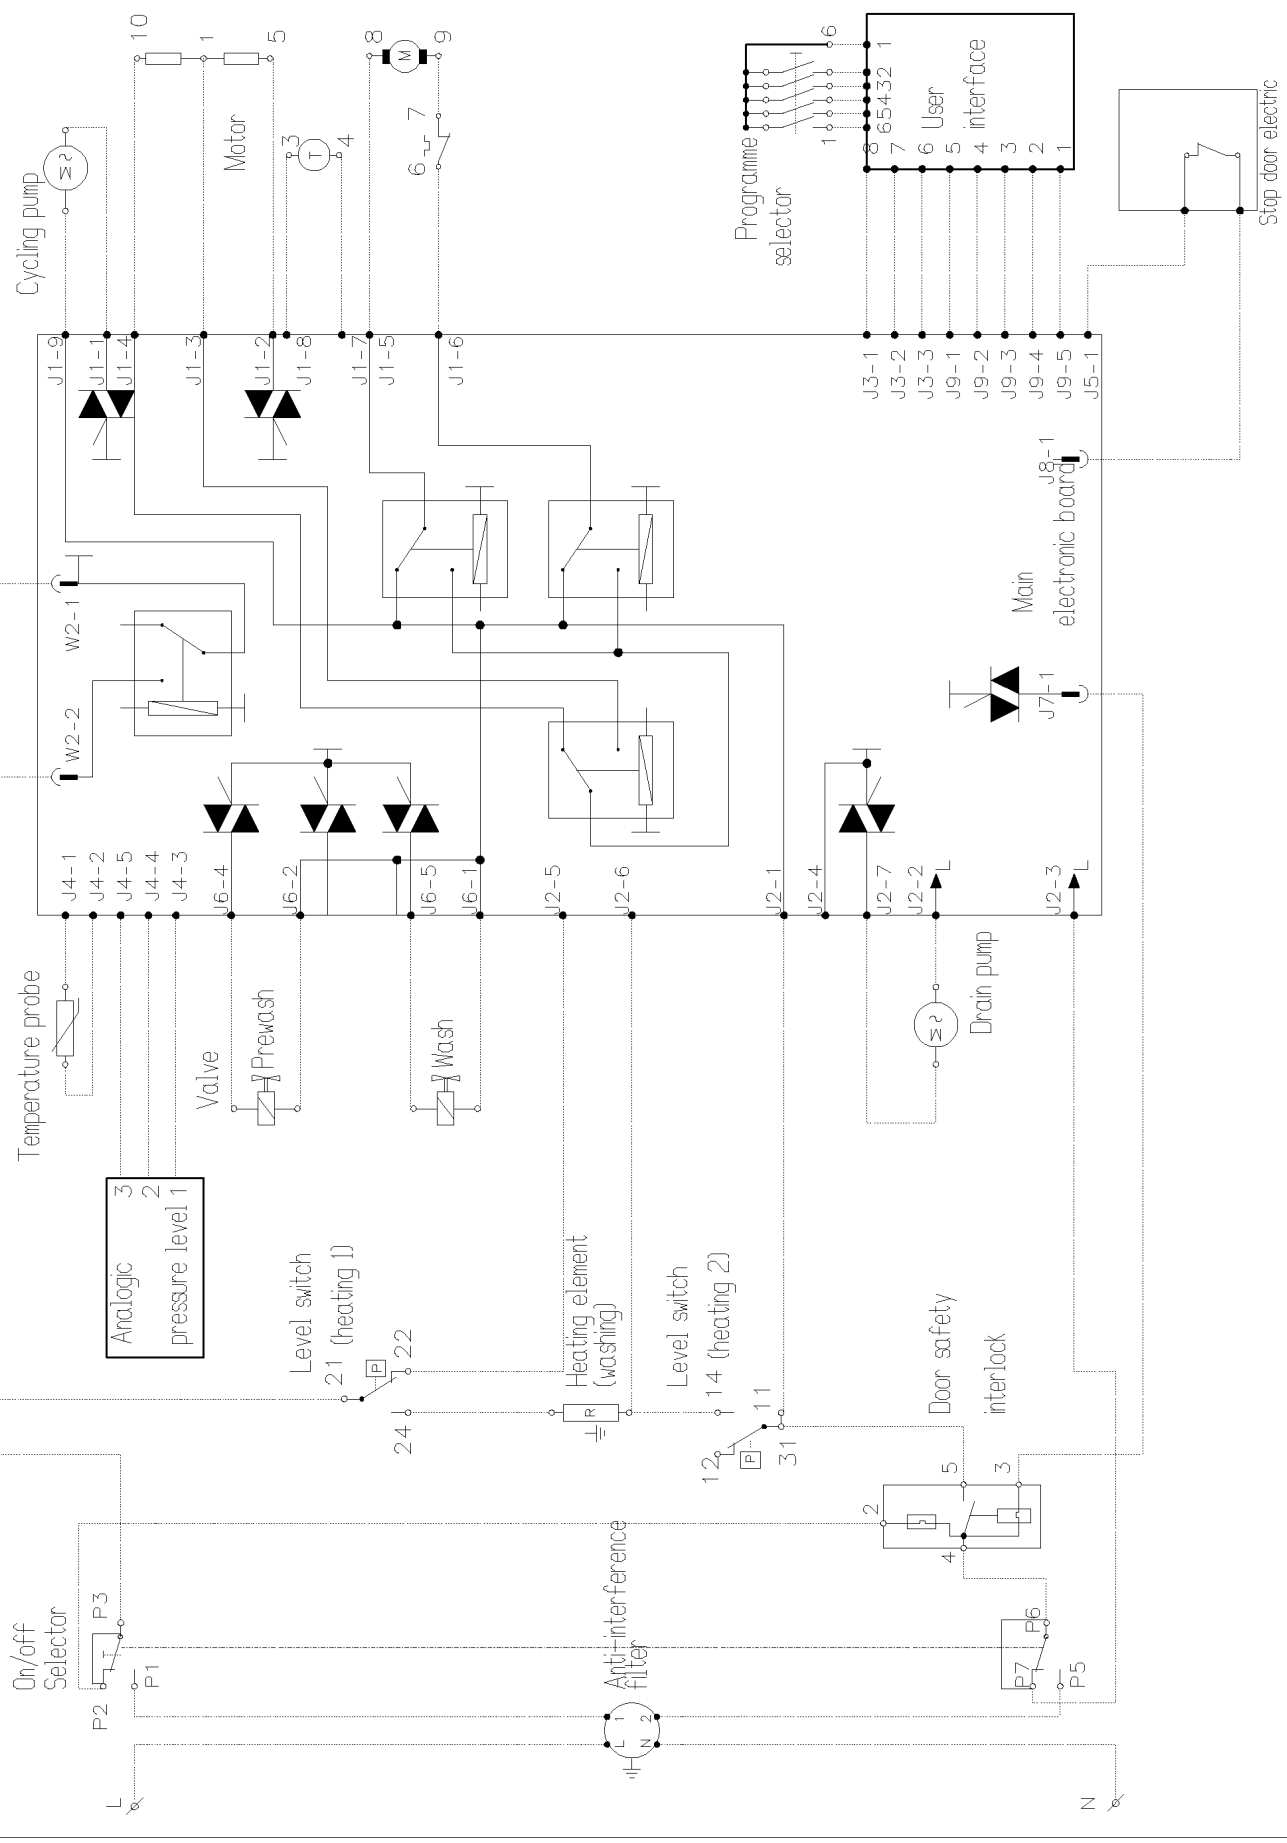 10
1
5
8
M
9
7
6
3
T
4
Motor
Cycling pump
M
6
1
Programme
selector
1
2
3
4
5
6
User
interface
8
7
6
5
4
3
2
1
Stop door electric
J1-9
J1-1
J1-4
J1-3
J1-2
J1-8
J1-7
J1-5
J1-6
J3-1
J3-2
J3-3
J9-1
J9-2
J9-3
J9-4
J9-5
J5-1
J8-1
Main
electronic board
J7-1
W2-1
W2-2
J4-1
J4-2
J4-5
J4-4
J4-3
J6-4
J6-2
J6-5
J6-1
J2-5
J2-6
J2-1
J2-4
J2-7
J2-2
L
J2-3
L
Temperature probe
Valve
Prewash
Wash
M
Drain pump
3
2
1
Analogic
pressure level
Level switch
(heating 1)
21
P
22
24
Heating element
(washing)
R
Level switch
(heating 2)
14
11
12
P
31
Door safety
interlock
5
3
2
4
On/off
Selector
P3
P2
P1
Anti-interference
filter
1
2
L
N
P6
P7
P5
L
N